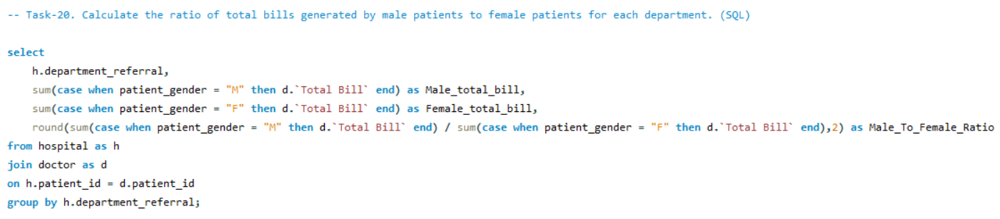 -- Task-20. Calculate the ratio of total bills generated by male patients to female patients for each department. (SQL)
select
h.department_referral,
sum(case when patient_gender = "M" then d.`Total Bill` end) as Male_total_bill,
sum(case when patient_gender = "F" then d.`Total Bill` end) as Female_total_bill,
round(sum(case when patient_gender = "M" then d.`Total Bill` end) / sum(case when patient_gender = "F" then d.`Total Bill` end),2) as Male_To_Female_Ratio
from hospital as h
join doctor as d
on h.patient_id = d.patient_id
group by h.department_referral;